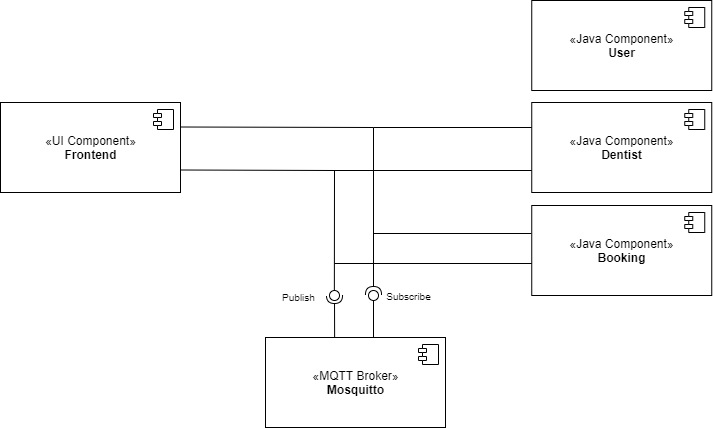 «Java Component»
User
«UI Component»
Frontend
«Java Component»
Dentist
«Java Component»
Booking
Publish
Subscribe
«MQTT Broker»
Mosquitto